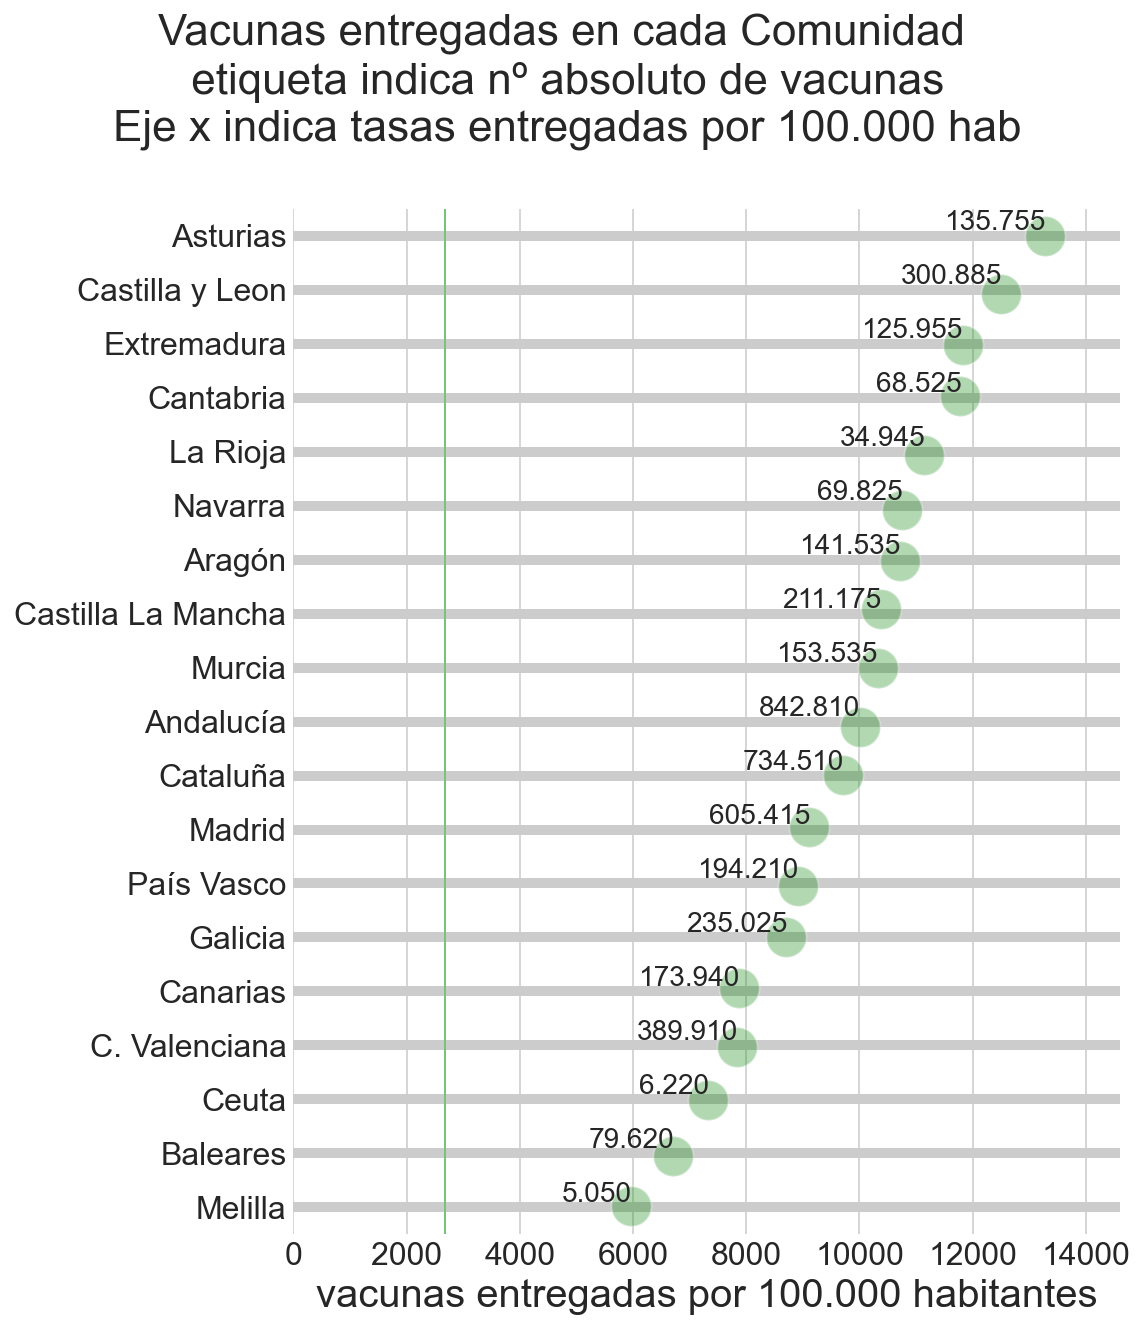 Vacunas entregadas en cada Comunidad
etiqueta indica nº absoluto de vacunas
Eje x indica tasas entregadas por 100.000 hab
Asturias 135.755
Castilla y Leon 300.885
Extremadura 125.955
Cantabria 68.525
La Rioja 34.945
Navarra 69.825
Aragón 141.535
Castilla La Mancha 211.175
Murcia 153.535
Andalucía 842.810
Cataluña 734.510
Madrid 605.415
País Vasco 194.210
Galicia 235.025
Canarias 173.940
C. Valenciana 389.910
Ceuta 6.220
Baleares 79.620
Melilla 5.050
0 2000 4000 6000 8000 10000 12000 14000
vacunas entregadas por 100.000 habitantes